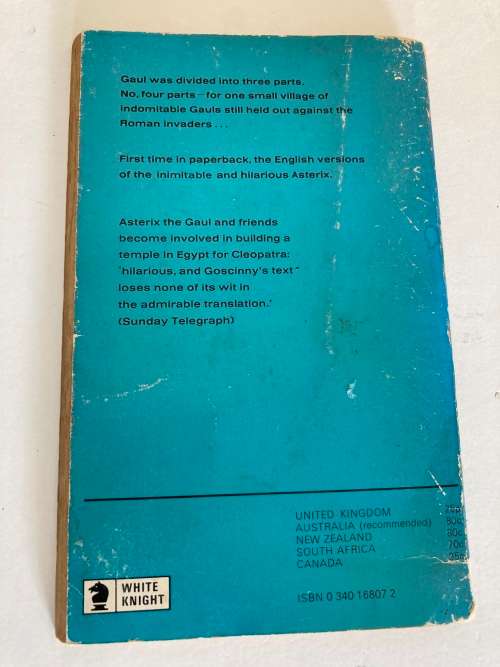 Gaul was divided into three parts.
No, four parts – for one small village of
indomitable Gauls still held out against the
Roman invaders . . .
First time in paperback, the English versions
of the inimitable and hilarious Asterix.
Asterix the Gaul and friends
become involved in building a
temple in Egypt for Cleopatra:
'hilarious, and Goscinny's text
loses none of its wit in
the admirable translation.'
(Sunday Telegraph)
UNITED KINGDOM
AUSTRALIA (recommended) 80c
NEW ZEALAND
SOUTH AFRICA 70c
CANADA
WHITE
KNIGHT
ISBN 0 340 16807 2